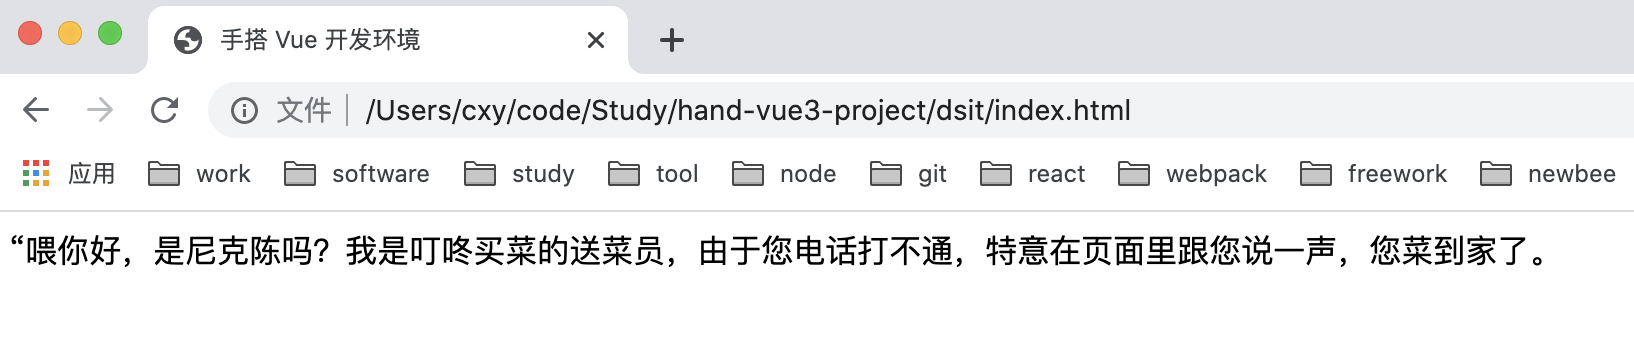 手搭 Vue 开发环境
文件 | /Users/cxy/code/Study/hand-vue3-project/dsit/index.html
应用 work software study tool node git react webpack freework newbee
“喂你好，是尼克陈吗？我是叮咚买菜的送菜员，由于您电话打不通，特意在页面里跟您说一声，您菜到家了。